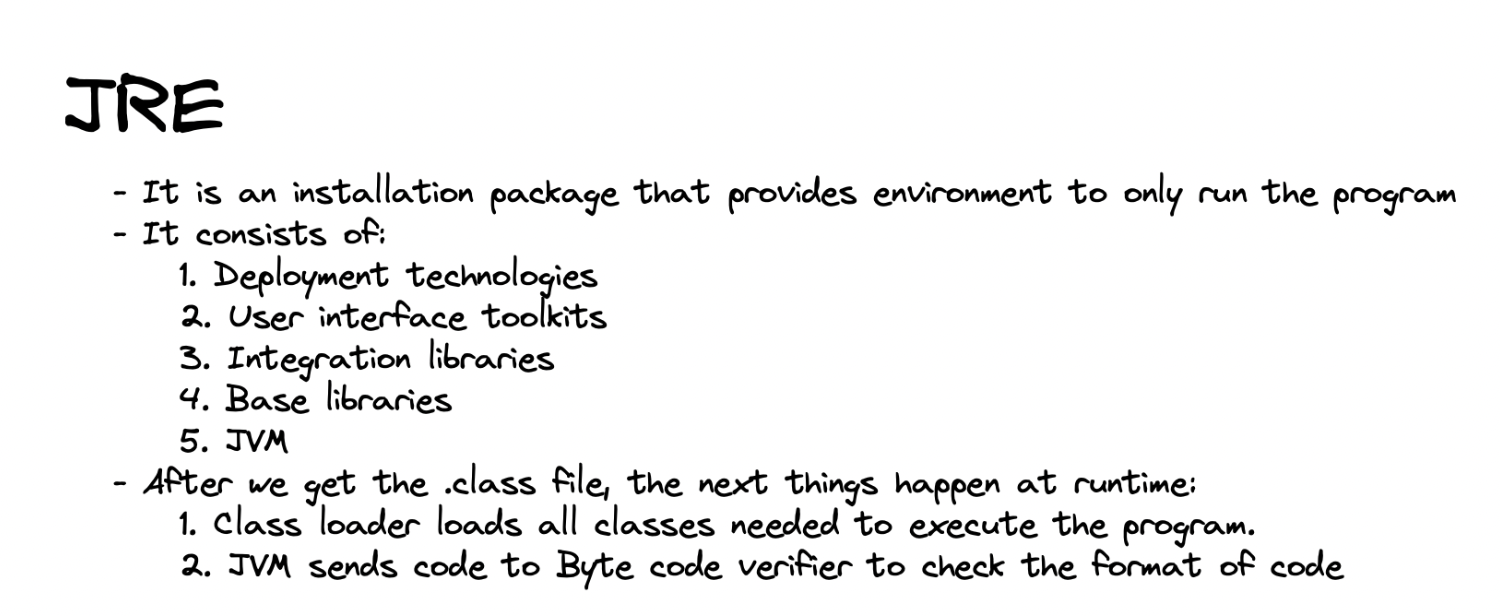 JRE
- It is an installation package that provides environment to only run the program
- It consists of:
1. Deployment technologies
2. User interface toolkits
3. Integration libraries
4. Base libraries
5. JVM
- After we get the .class file, the next things happen at runtime:
1. Class loader loads all classes needed to execute the program.
2. JVM sends code to Byte code verifier to check the format of code